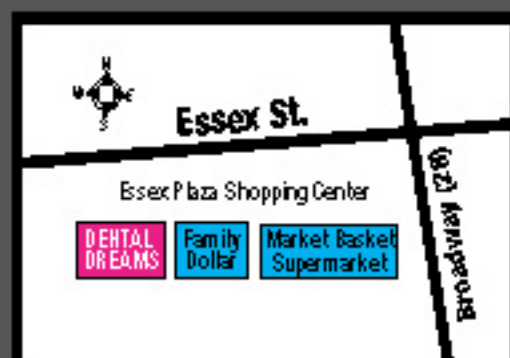 N
W E
S
Essex St.
Essex Plaza Shopping Center
DENTAL
DREAMS
Family
Dollar
Market Basket
Supermarket
Broadway (28)